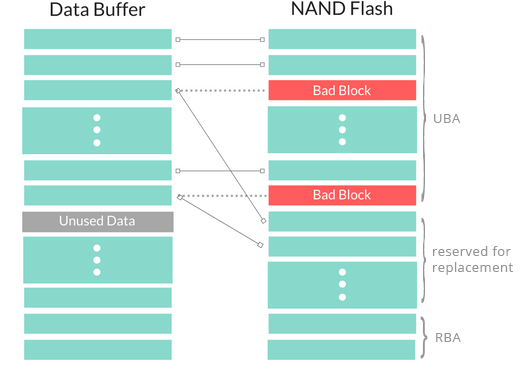 Data Buffer
NAND Flash
Bad Block
UBA
Bad Block
Unused Data
reserved for
replacement
RBA